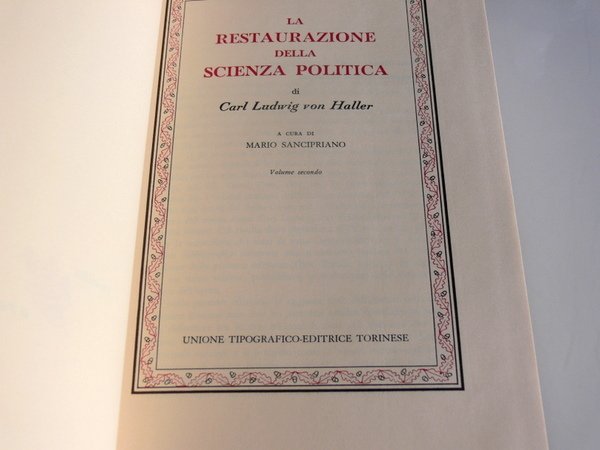 LA
RESTAURAZIONE
DELLA
SCIENZA POLITICA
di
Carl Ludwig von Haller
A CURA DI
MARIO SANCIPRIANO
Volume secondo
UNIONE TIPOGRAFICO-EDITRICE TORINESE